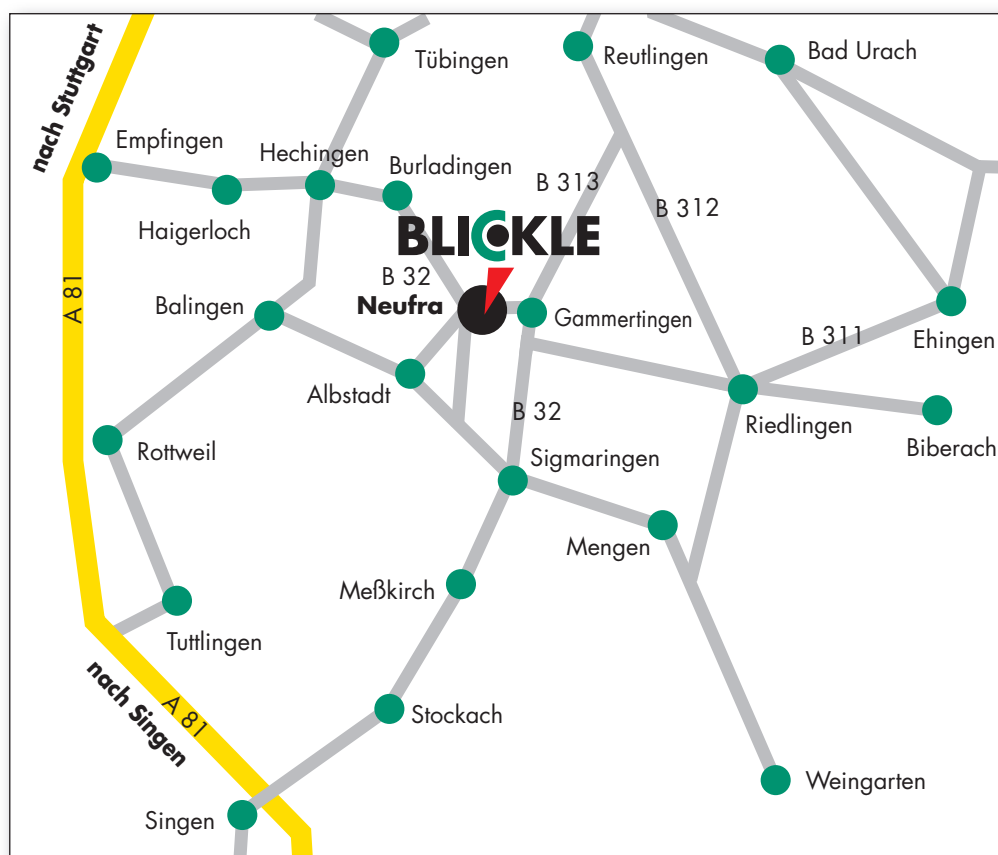 Tübingen
Reutlingen
Bad Urach
nach Stuttgart
Empfingen
Hechingen
Burladingen
B 313
B 312
Haigerloch
BLICKLE
B 32
Neufra
A 81
Balingen
Gammertingen
B 311
Ehingen
Albstadt
B 32
Riedlingen
Biberach
Rottweil
Sigmaringen
Mengen
Meßkirch
Tuttlingen
nach Singen
A 81
Stockach
Weingarten
Singen